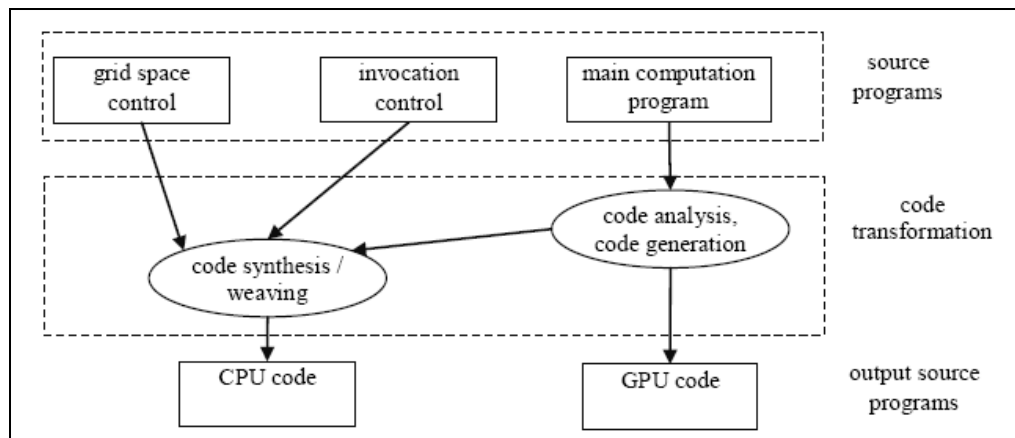 grid space
control
invocation
control
main computation
program
source
programs
code analysis,
code generation
code
transformation
code synthesis /
weaving
CPU code
GPU code
output source
programs